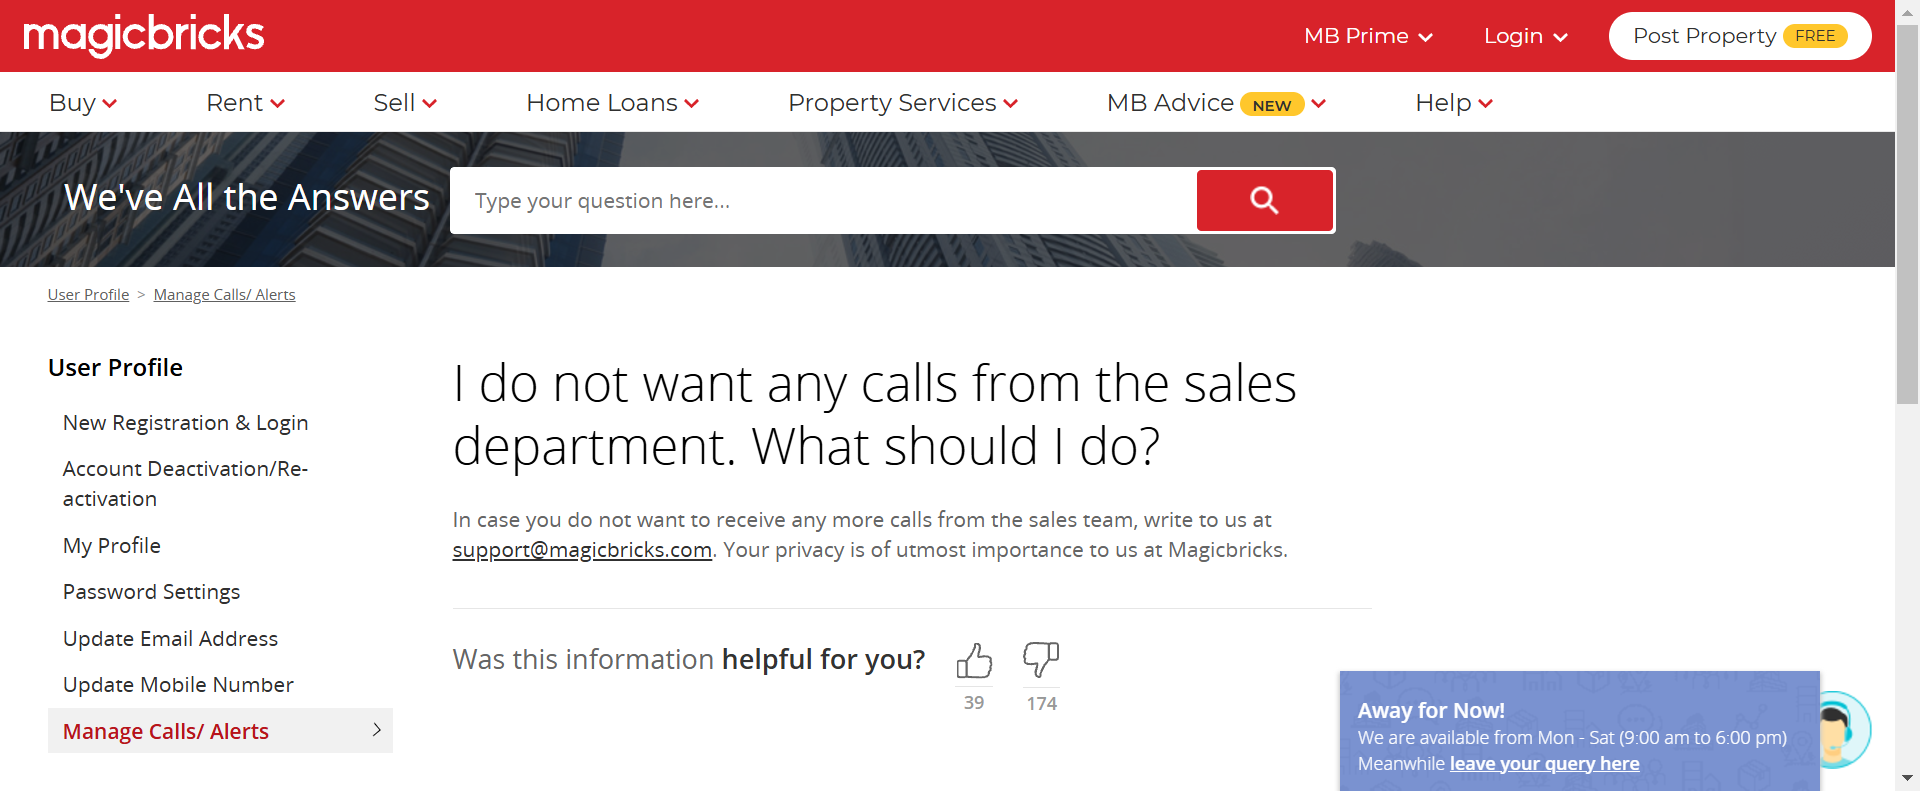 magicbricks
MB Prime
Login
Post Property FREE
Buy
Rent
Sell
Home Loans
Property Services
MB Advice NEW
Help
We've All the Answers
Type your question here...
User Profile > Manage Calls/ Alerts
User Profile
New Registration & Login
Account Deactivation/Re-
activation
My Profile
Password Settings
Update Email Address
Update Mobile Number
Manage Calls/ Alerts
I do not want any calls from the sales
department. What should I do?
In case you do not want to receive any more calls from the sales team, write to us at
support@magicbricks.com. Your privacy is of utmost importance to us at Magicbricks.
Was this information helpful for you?
39
174
Away for Now!
We are available from Mon - Sat (9:00 am to 6:00 pm)
Meanwhile leave your query here